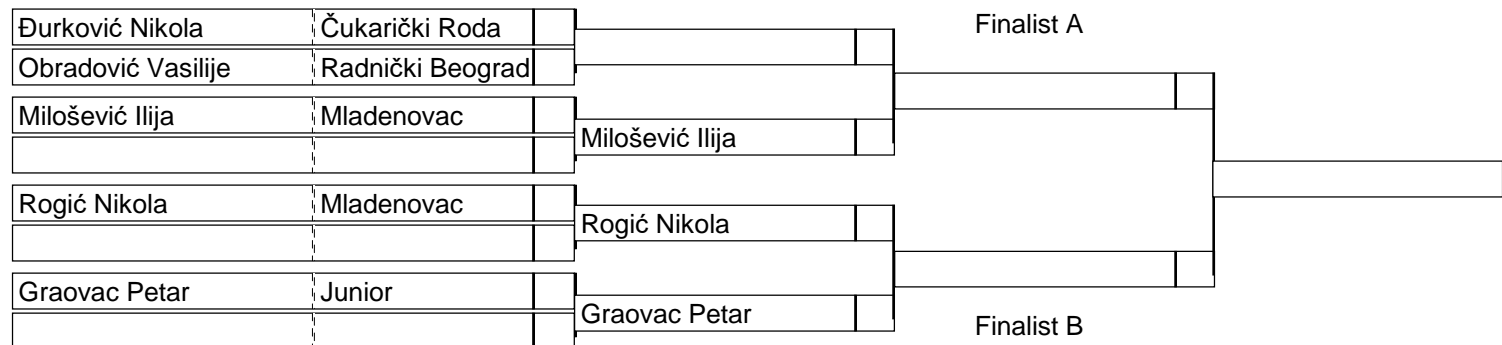 Đurković Nikola Čukarički Roda
Finalist A
Obradović Vasilije Radnički Beograd
Milošević Ilija Mladenovac
Milošević Ilija
Rogić Nikola Mladenovac
Rogić Nikola
Graovac Petar Junior
Graovac Petar
Finalist B